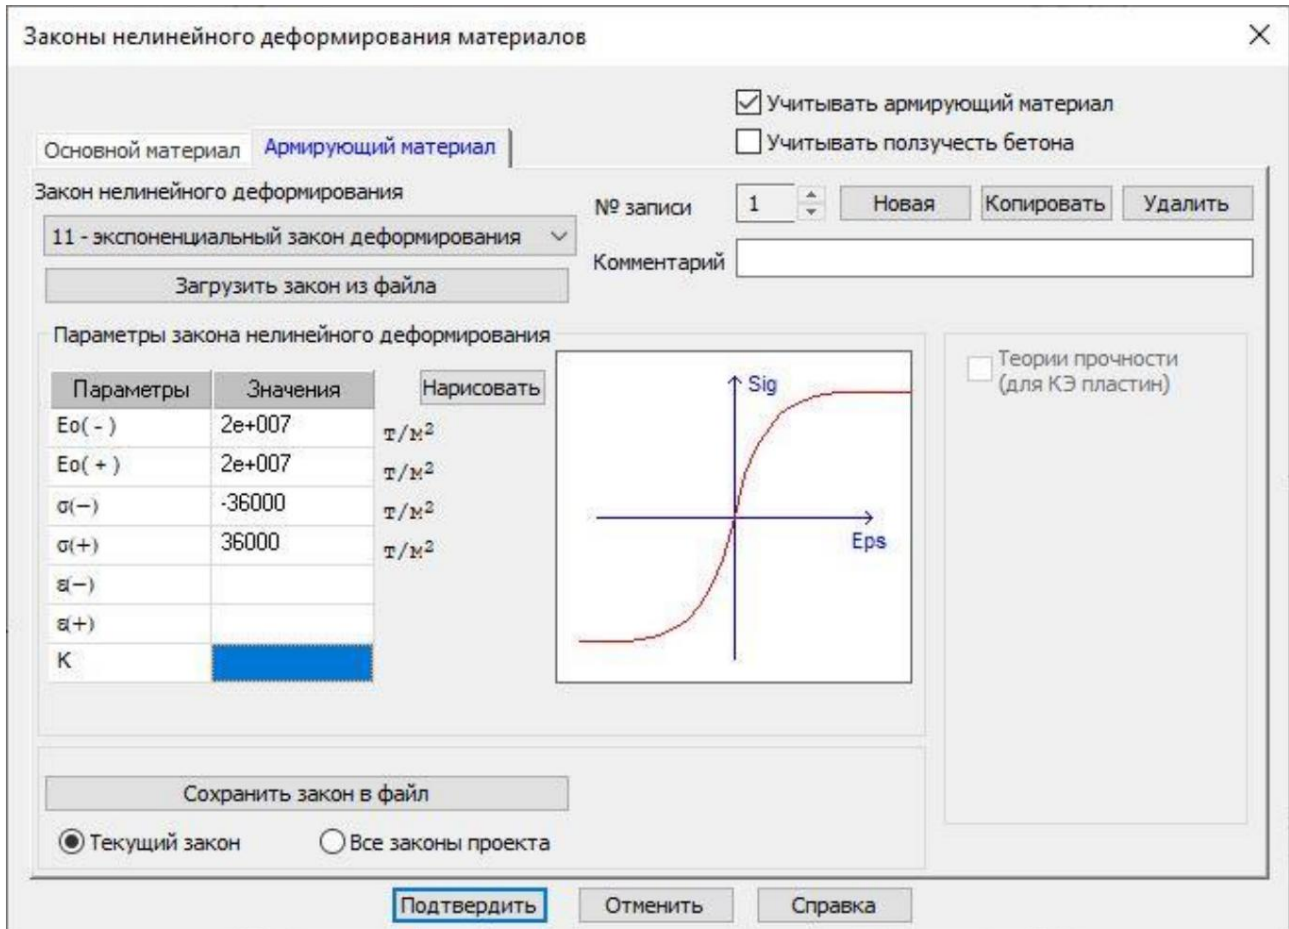 Законы нелинейного деформирования материалов
Учитывать армирующий материал
Учитывать ползучесть бетона
Основной материал Армирующий материал
Закон нелинейного деформирования
11 - экспоненциальный закон деформирования
Загрузить закон из файла
№ записи 1 Новая Копировать Удалить
Комментарий
Параметры закона нелинейного деформирования
Параметры Значения Нарисовать
Eo( - ) 2e+007 т/м²
Eo( + ) 2e+007 т/м²
σ(−) -36000 т/м²
σ(+) 36000 т/м²
ε(−)
ε(+)
K
Sig
Eps
Теории прочности
(для КЭ пластин)
Сохранить закон в файл
Текущий закон Все законы проекта
Подтвердить Отменить Справка